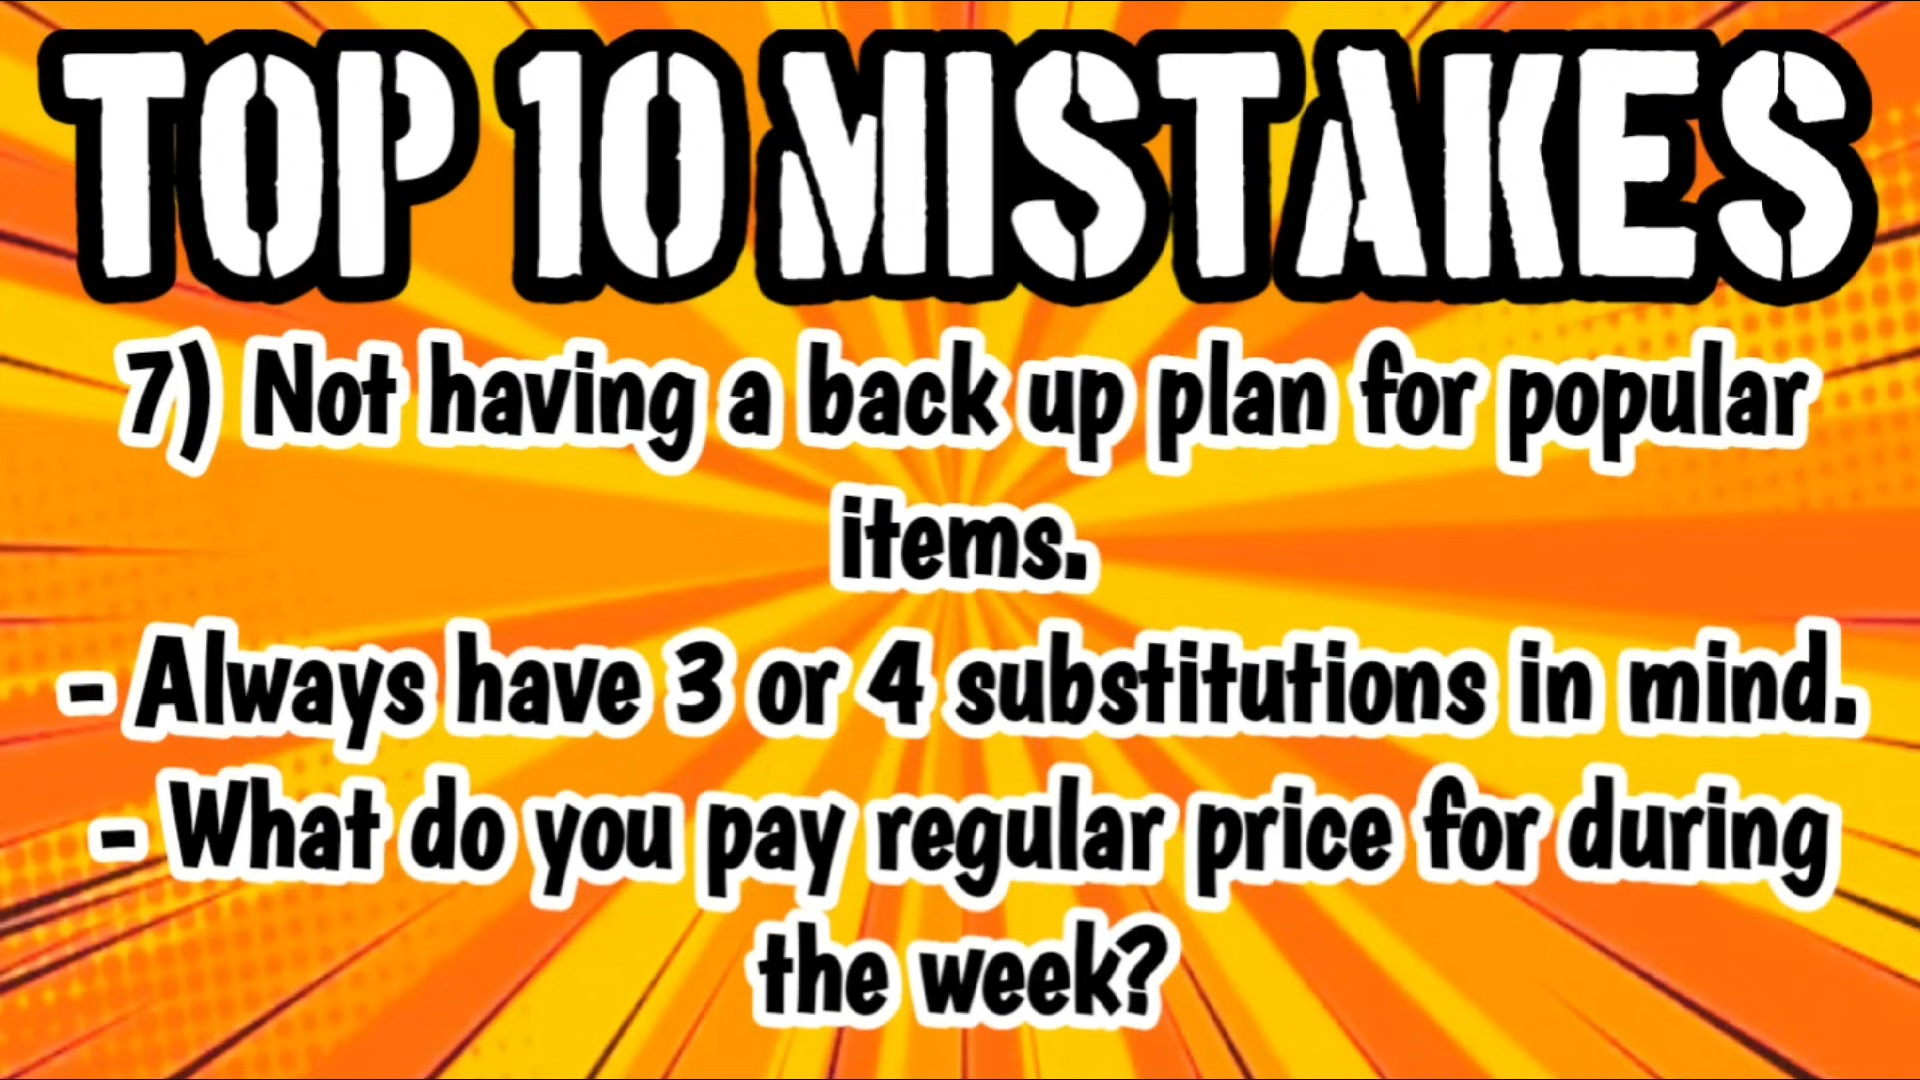 TOP 10 MISTAKES
7) Not having a back up plan for popular
items.
- Always have 3 or 4 substitutions in mind.
- What do you pay regular price for during
the week?